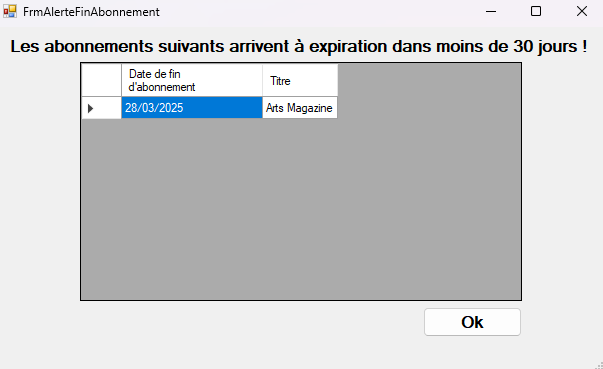 FrmAlerteFinAbonnement
Les abonnements suivants arrivent à expiration dans moins de 30 jours !
Date de fin
d'abonnement
Titre
28/03/2025
Arts Magazine
Ok